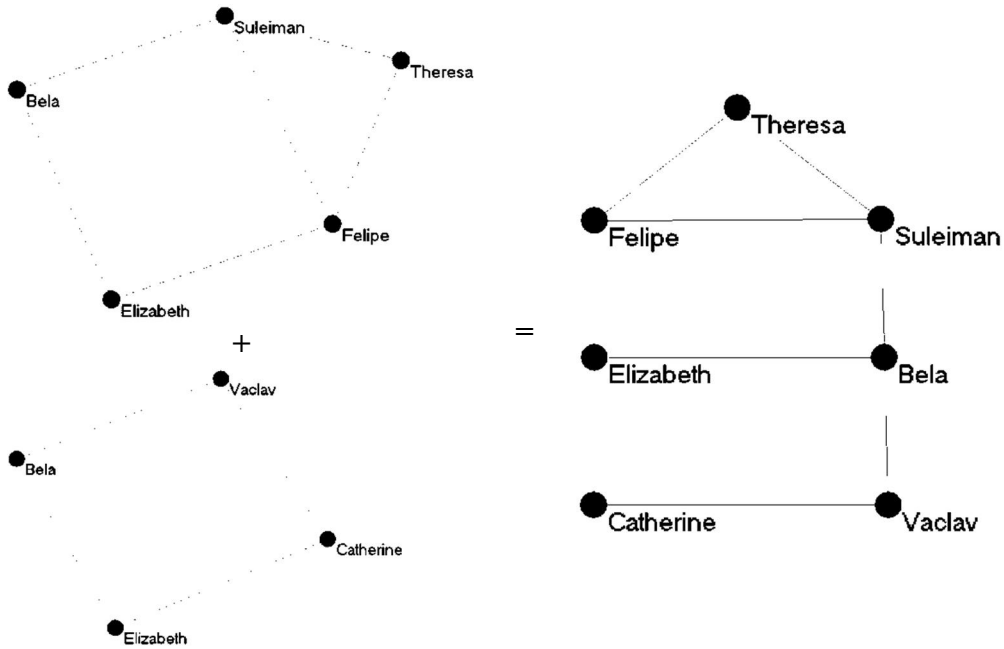 Suleiman
Theresa
Bela
Felipe
Elizabeth
+
Vaclav
Bela
Catherine
Elizabeth
=
Theresa
Felipe
Suleiman
Elizabeth
Bela
Catherine
Vaclav